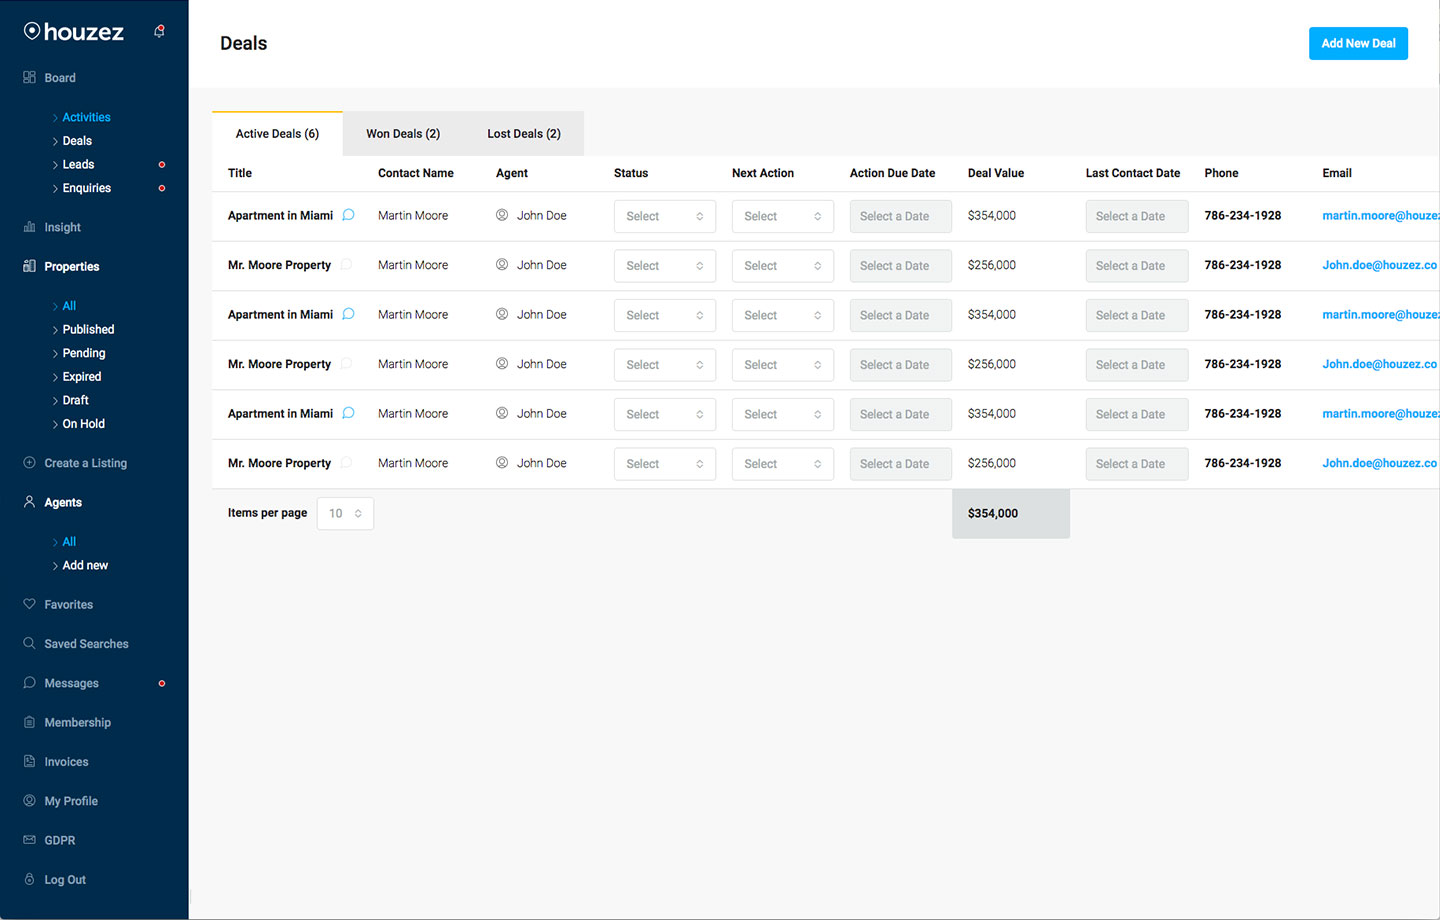 houzez
Board
Activities
Deals
Leads
Enquiries
Insight
Properties
All
Published
Pending
Expired
Draft
On Hold
Create a Listing
Agents
All
Add new
Favorites
Saved Searches
Messages
Membership
Invoices
My Profile
GDPR
Log Out
Deals
Add New Deal
Active Deals (6) Won Deals (2) Lost Deals (2)
Title Contact Name Agent Status Next Action Action Due Date Deal Value Last Contact Date Phone Email
Apartment in Miami Martin Moore John Doe Select Select Select a Date $354,000 Select a Date 786-234-1928 martin.moore@houzez
Mr. Moore Property Martin Moore John Doe Select Select Select a Date $256,000 Select a Date 786-234-1928 John.doe@houzez.co
Apartment in Miami Martin Moore John Doe Select Select Select a Date $354,000 Select a Date 786-234-1928 martin.moore@houzez
Mr. Moore Property Martin Moore John Doe Select Select Select a Date $256,000 Select a Date 786-234-1928 John.doe@houzez.co
Apartment in Miami Martin Moore John Doe Select Select Select a Date $354,000 Select a Date 786-234-1928 martin.moore@houzez
Mr. Moore Property Martin Moore John Doe Select Select Select a Date $256,000 Select a Date 786-234-1928 John.doe@houzez.co
Items per page 10 $354,000